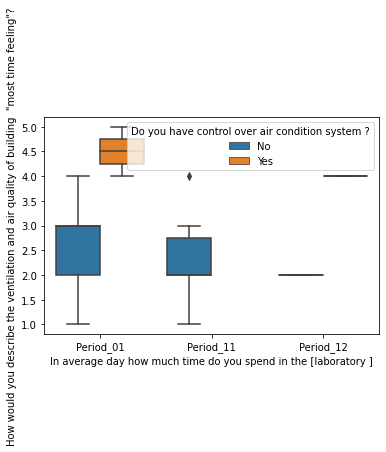 How would you describe the ventilation and air quality of building  "most time feeling"?
5.0
4.5
4.0
3.5
3.0
2.5
2.0
1.5
1.0
Do you have control over air condition system ?
No
Yes
Period_01
Period_11
Period_12
In average day how much time do you spend in the [laboratory ]